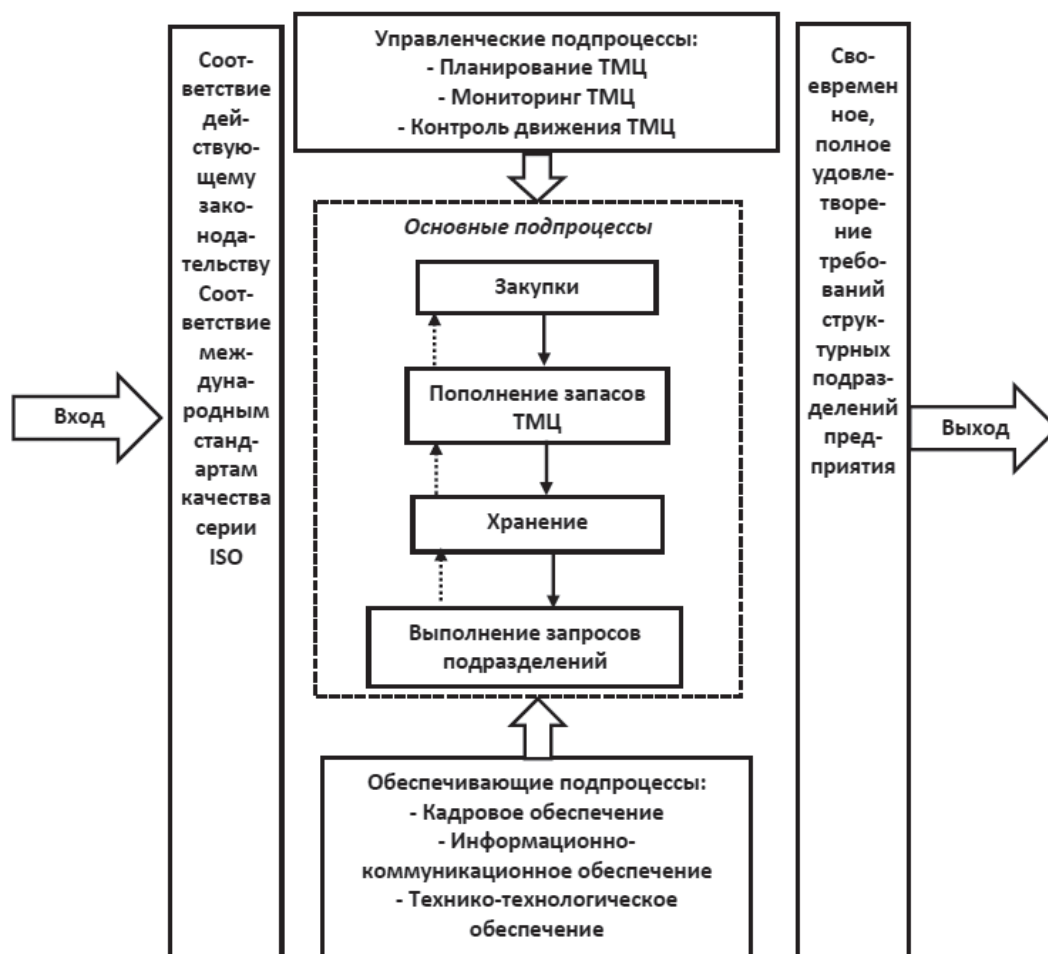 Вход
Соот-
ветствие
дей-
ствую-
щему
зако-
нода-
тельству
Соот-
ветствие
меж-
дуна-
родным
станд-
артам
качества
серии
ISO
Управленческие подпроцессы:
- Планирование ТМЦ
- Мониторинг ТМЦ
- Контроль движения ТМЦ
Основные подпроцессы
Закупки
Пополнение запасов
ТМЦ
Хранение
Выполнение запросов
подразделений
Обеспечивающие подпроцессы:
- Кадровое обеспечение
- Информационно-
коммуникационное обеспечение
- Технико-технологическое
обеспечение
Сво-
евремен
ное,
полное
удовле-
творе-
ние
требо-
ваний
струк-
турных
подраз-
делений
пред-
приятия
Выход